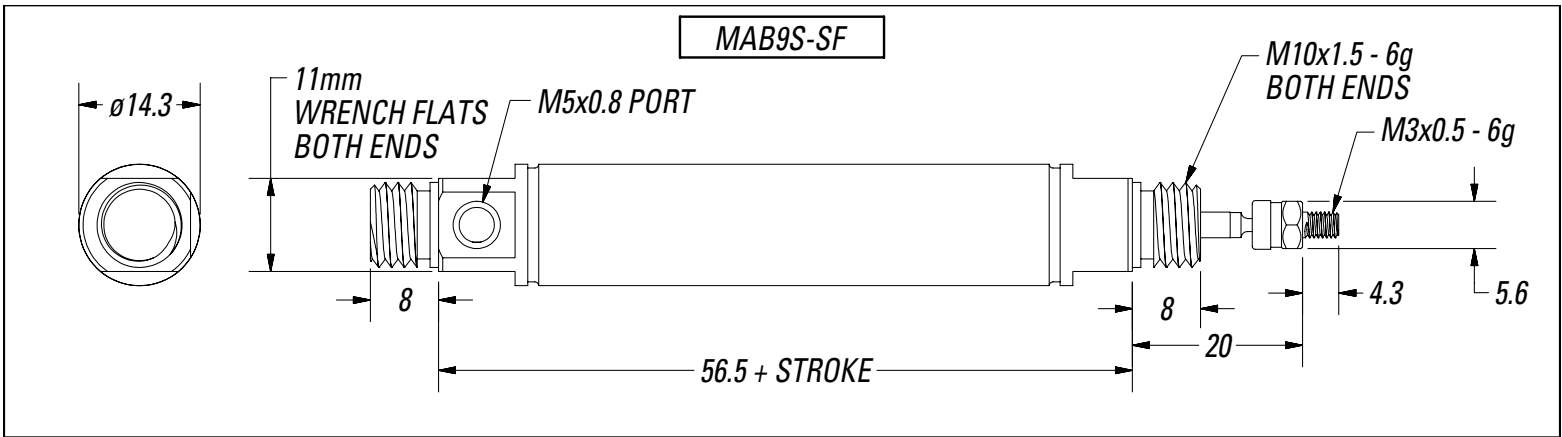 MAB9S-SF
ø14.3
11mm
WRENCH FLATS
BOTH ENDS
M5x0.8 PORT
M10x1.5 - 6g
BOTH ENDS
M3x0.5 - 6g
8
8
4.3
5.6
20
56.5 + STROKE